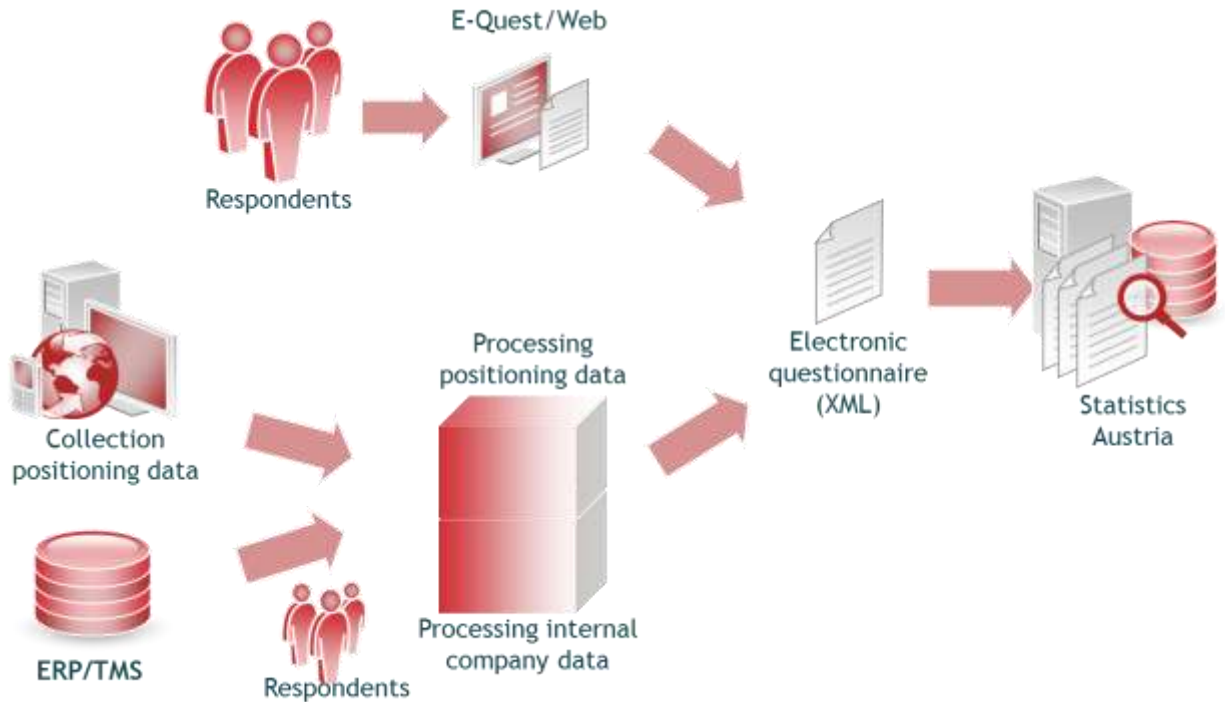 E-Quest/Web
Respondents
Processing
positioning data
Electronic
questionnaire
(XML)
Statistics
Austria
Collection
positioning data
ERP/TMS
Respondents
Processing internal
company data